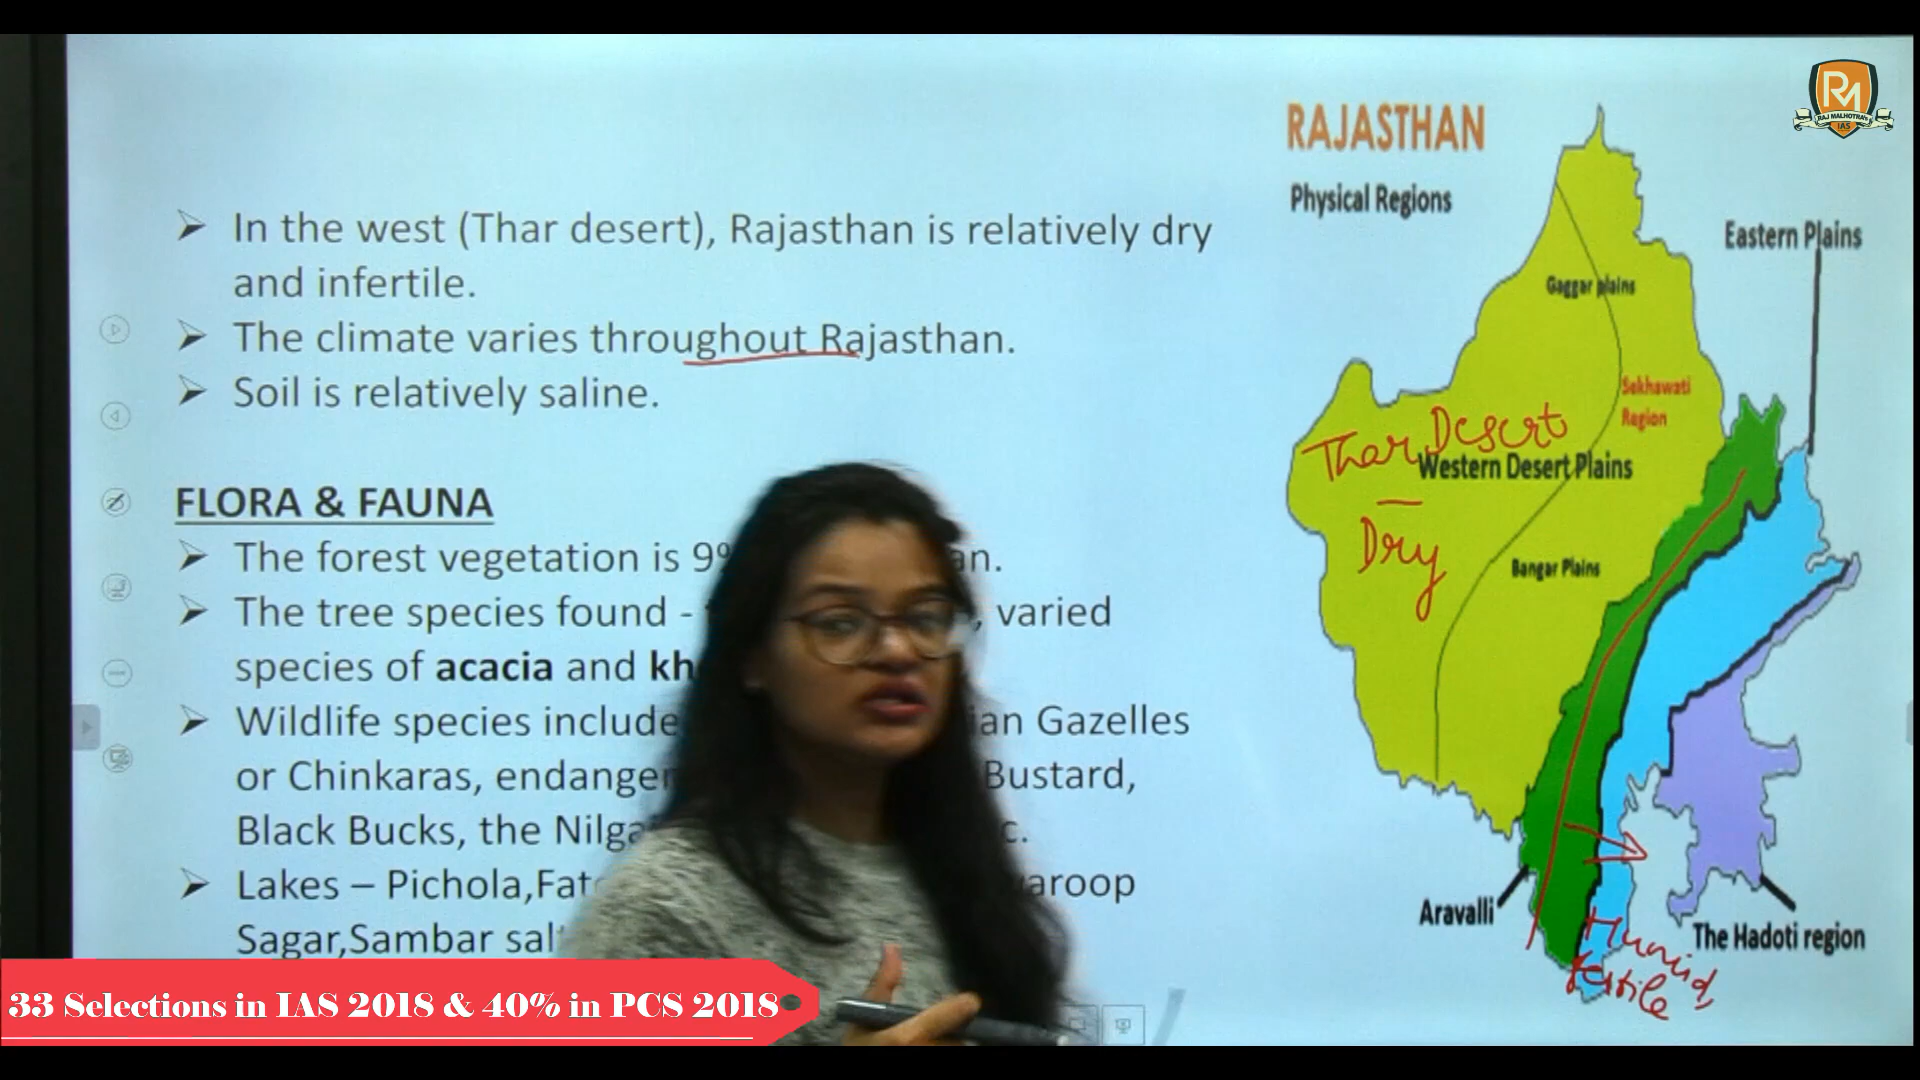 In the west (Thar desert), Rajasthan is relatively dry
and infertile.
The climate varies throughout Rajasthan.
Soil is relatively saline.
FLORA & FAUNA
The forest vegetation is
The tree species found - varied
species of acacia and
Wildlife species include Gazelles
or Chinkaras, Bustard,
Black Bucks, the
Lakes – Pichola,
Sagar,Sambar
RAJASTHAN
Physical Regions
Eastern Plains
Gaggar plains
Sekhawati
Region
Thar Desert
Western Desert Plains
Dry
Bangar Plains
Aravalli
The Hadoti region
Humid,
fertile
RM
RAJ MALHOTRA's
IAS
33 Selections in IAS 2018 & 40% in PCS 2018